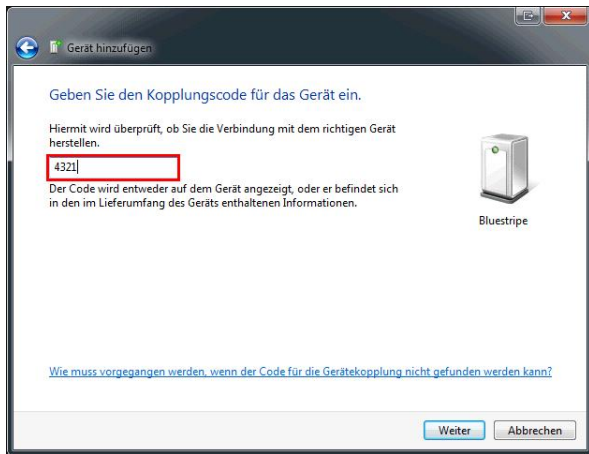 Gerät hinzufügen
Geben Sie den Kopplungscode für das Gerät ein.
Hiermit wird überprüft, ob Sie die Verbindung mit dem richtigen Gerät
herstellen.
4321
Der Code wird entweder auf dem Gerät angezeigt, oder er befindet sich
in den im Lieferumfang des Geräts enthaltenen Informationen.
Bluestripe
Wie muss vorgegangen werden, wenn der Code für die Gerätekopplung nicht gefunden werden kann?
Weiter Abbrechen